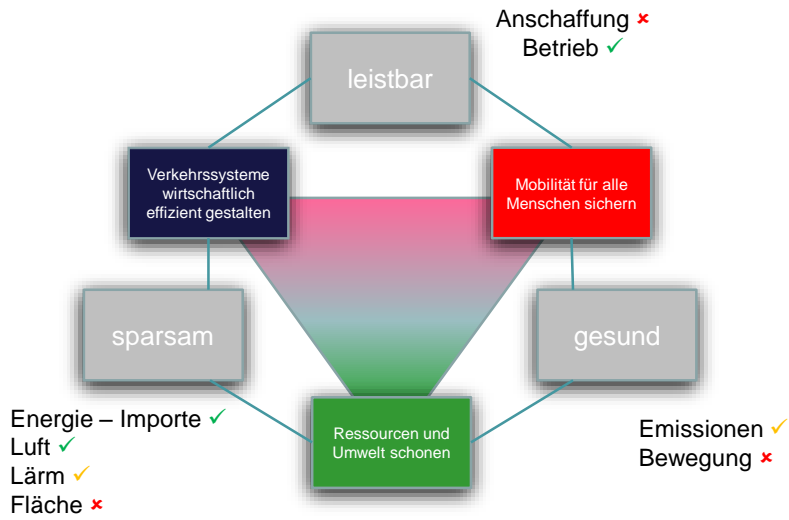 Anschaffung ×
Betrieb ✓
leistbar
Verkehrssysteme
wirtschaftlich
effizient gestalten
Mobilität für alle
Menschen sichern
sparsam
gesund
Energie – Importe ✓
Luft ✓
Lärm ✓
Fläche ×
Ressourcen und
Umwelt schonen
Emissionen ✓
Bewegung ×